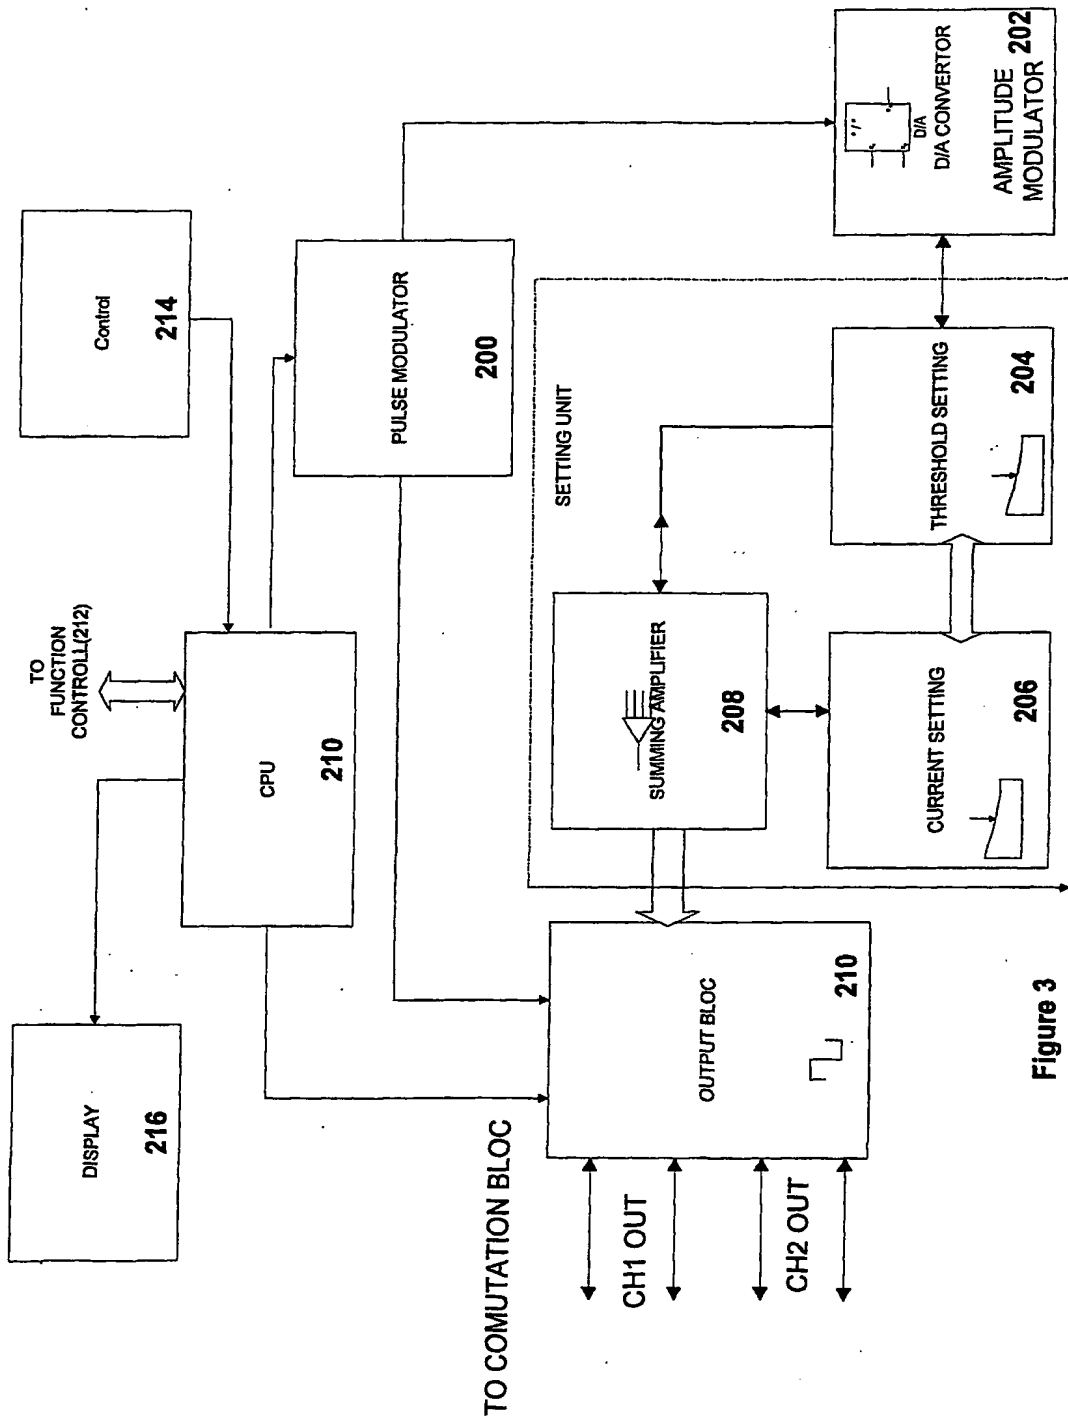 DISPLAY
216
TO
FUNCTION
CONTROLL(212)
CPU
210
Control
214
PULSE MODULATOR
200
TO COMUTATION BLOC
CH1 OUT
CH2 OUT
OUTPUT BLOC
210
SETTING UNIT
SUMMING AMPLIFIER
208
CURRENT SETTING
206
THRESHOLD SETTING
204
D/A
D/A CONVERTOR
202
AMPLITUDE
MODULATOR
Figure 3